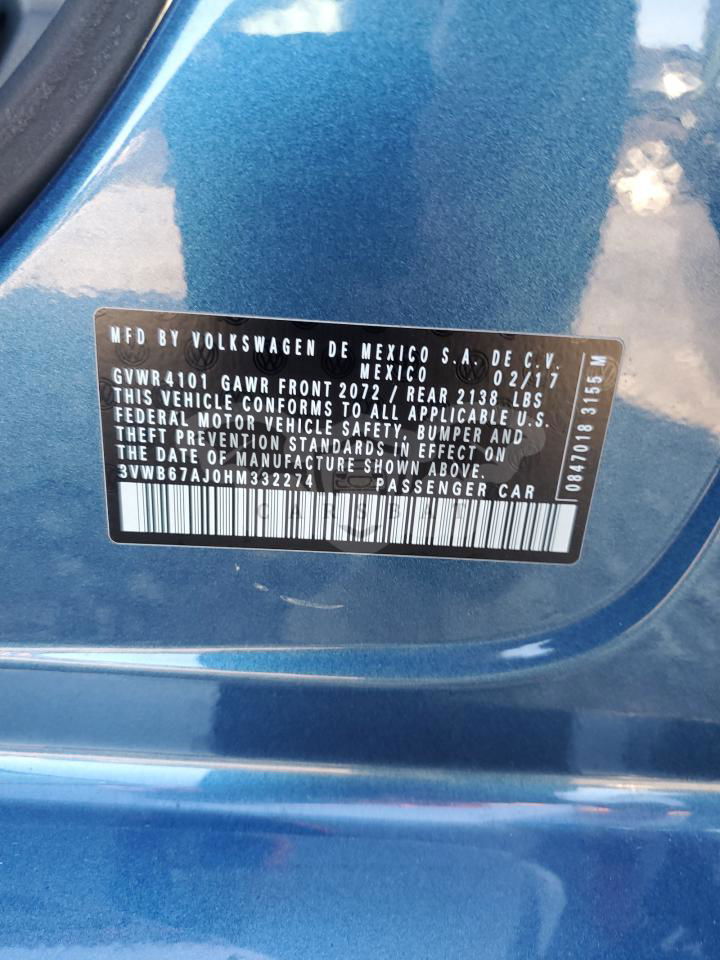 MFD BY VOLKSWAGEN DE MEXICO S.A. DE C.V.
MEXICO 02/17
GVWR4101 GAWR FRONT 2072 / REAR 2138 LBS
THIS VEHICLE CONFORMS TO ALL APPLICABLE U.S.
FEDERAL MOTOR VEHICLE SAFETY, BUMPER AND
THEFT PREVENTION STANDARDS IN EFFECT ON
THE DATE OF MANUFACTURE SHOWN ABOVE.
3VWB67AJ0HM332274 PASSENGER CAR
0847018 3155 M
CARSBAT